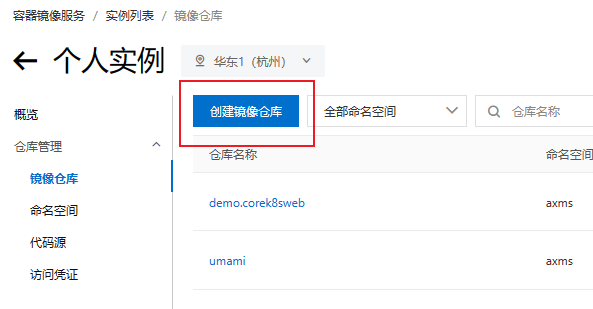 容器镜像服务 / 实例列表 / 镜像仓库
个人实例 华东1（杭州）
概览
仓库管理
镜像仓库
命名空间
代码源
访问凭证
创建镜像仓库 全部命名空间 仓库名称
仓库名称 命名空间
demo.corek8sweb axms
umami axms